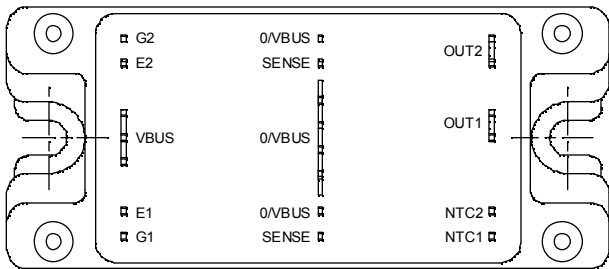 G2 0/VBUS
E2 SENSE OUT2
OUT1
VBUS 0/VBUS
E1 0/VBUS NTC2
G1 SENSE NTC1